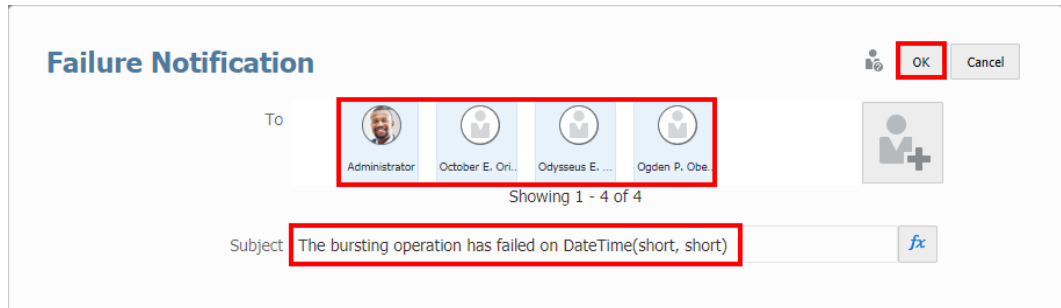 Failure Notification
OK
Cancel
To
Administrator
October E. Ori..
Odysseus E. ...
Ogden P. Obe..
Showing 1 - 4 of 4
Subject
The bursting operation has failed on DateTime(short, short)
fx